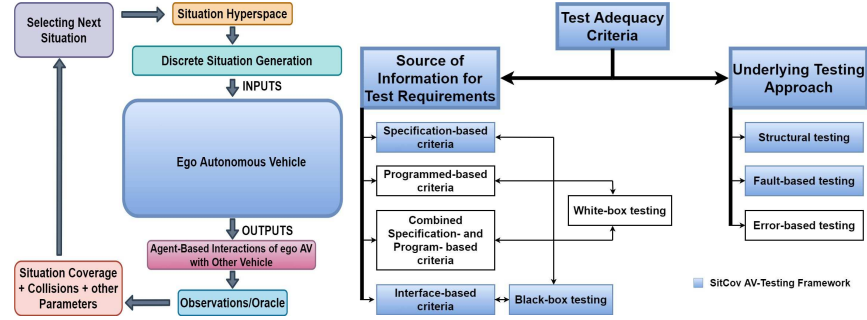 Selecting Next
Situation
Situation Hyperspace
Discrete Situation Generation
INPUTS
Ego Autonomous Vehicle
OUTPUTS
Agent-Based Interactions of ego AV
with Other Vehicle
Observations/Oracle
Situation Coverage
+ Collisions + other
Parameters
Test Adequacy
Criteria
Source of
Information for
Test Requirements
Specification-based
criteria
Programmed-based
criteria
Combined
Specification- and
Program- based
criteria
Interface-based
criteria
White-box testing
Black-box testing
Underlying Testing
Approach
Structural testing
Fault-based testing
Error-based testing
SitCov AV-Testing Framework